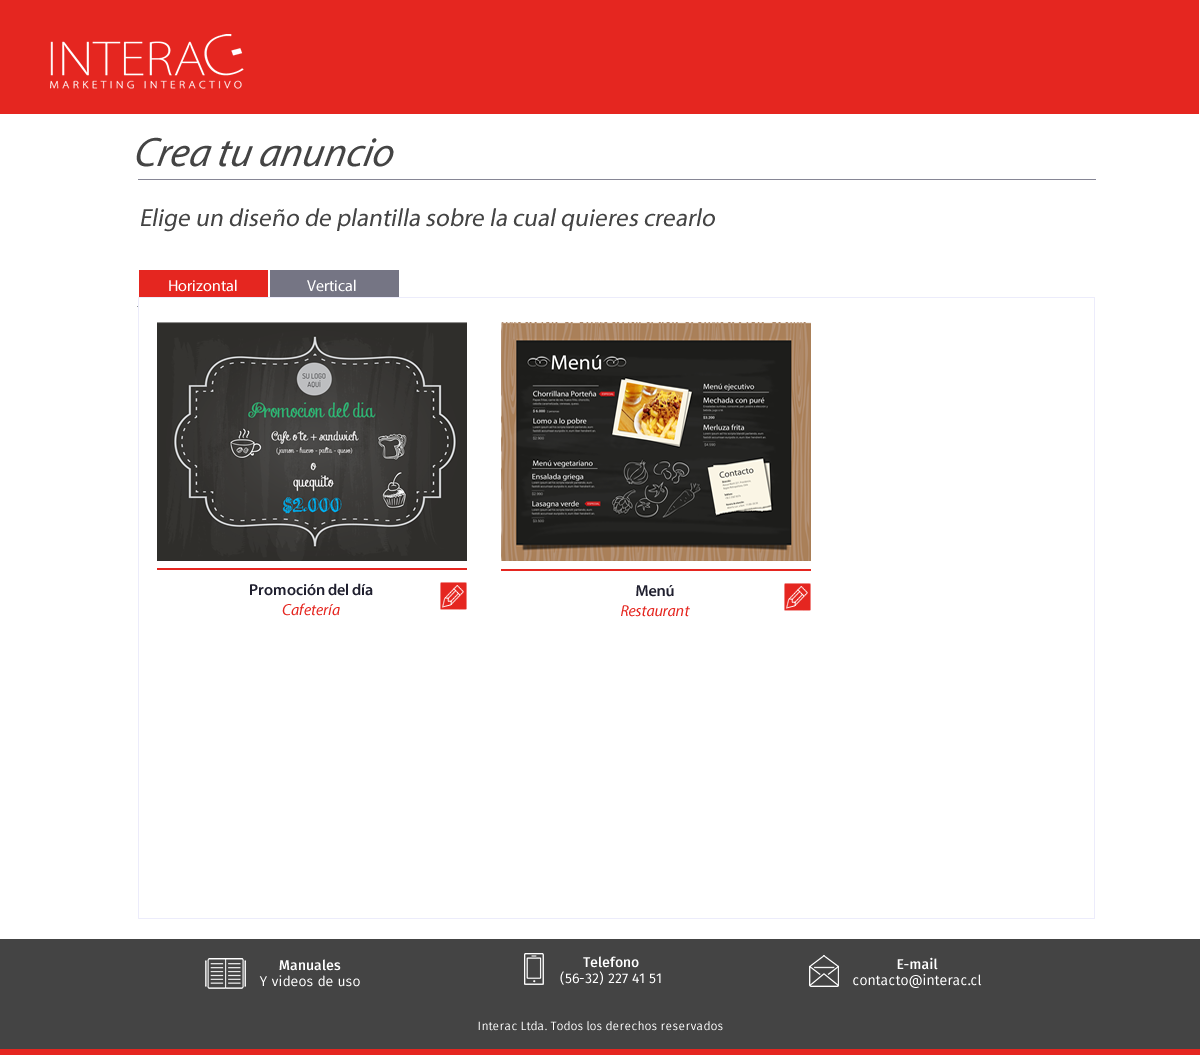 INTERAC
MARKETING INTERACTIVO
Crea tu anuncio
Elige un diseño de plantilla sobre la cual quieres crearlo
Horizontal
Vertical
SU LOGO
AQUÍ
Promocion del dia
Cafe o te + sandwich
(jamon - huevo - palta - queso)
o
quequito
$2.000
Promoción del día
Cafetería
Menú
Chorrillana Porteña
Lomo a lo pobre
Menú vegetariano
Ensalada griega
Lasagna verde
Menú ejecutivo
Mechada con puré
Merluza frita
Contacto
Menú
Restaurant
Manuales
Y videos de uso
Telefono
(56-32) 227 41 51
E-mail
contacto@interac.cl
Interac Ltda. Todos los derechos reservados